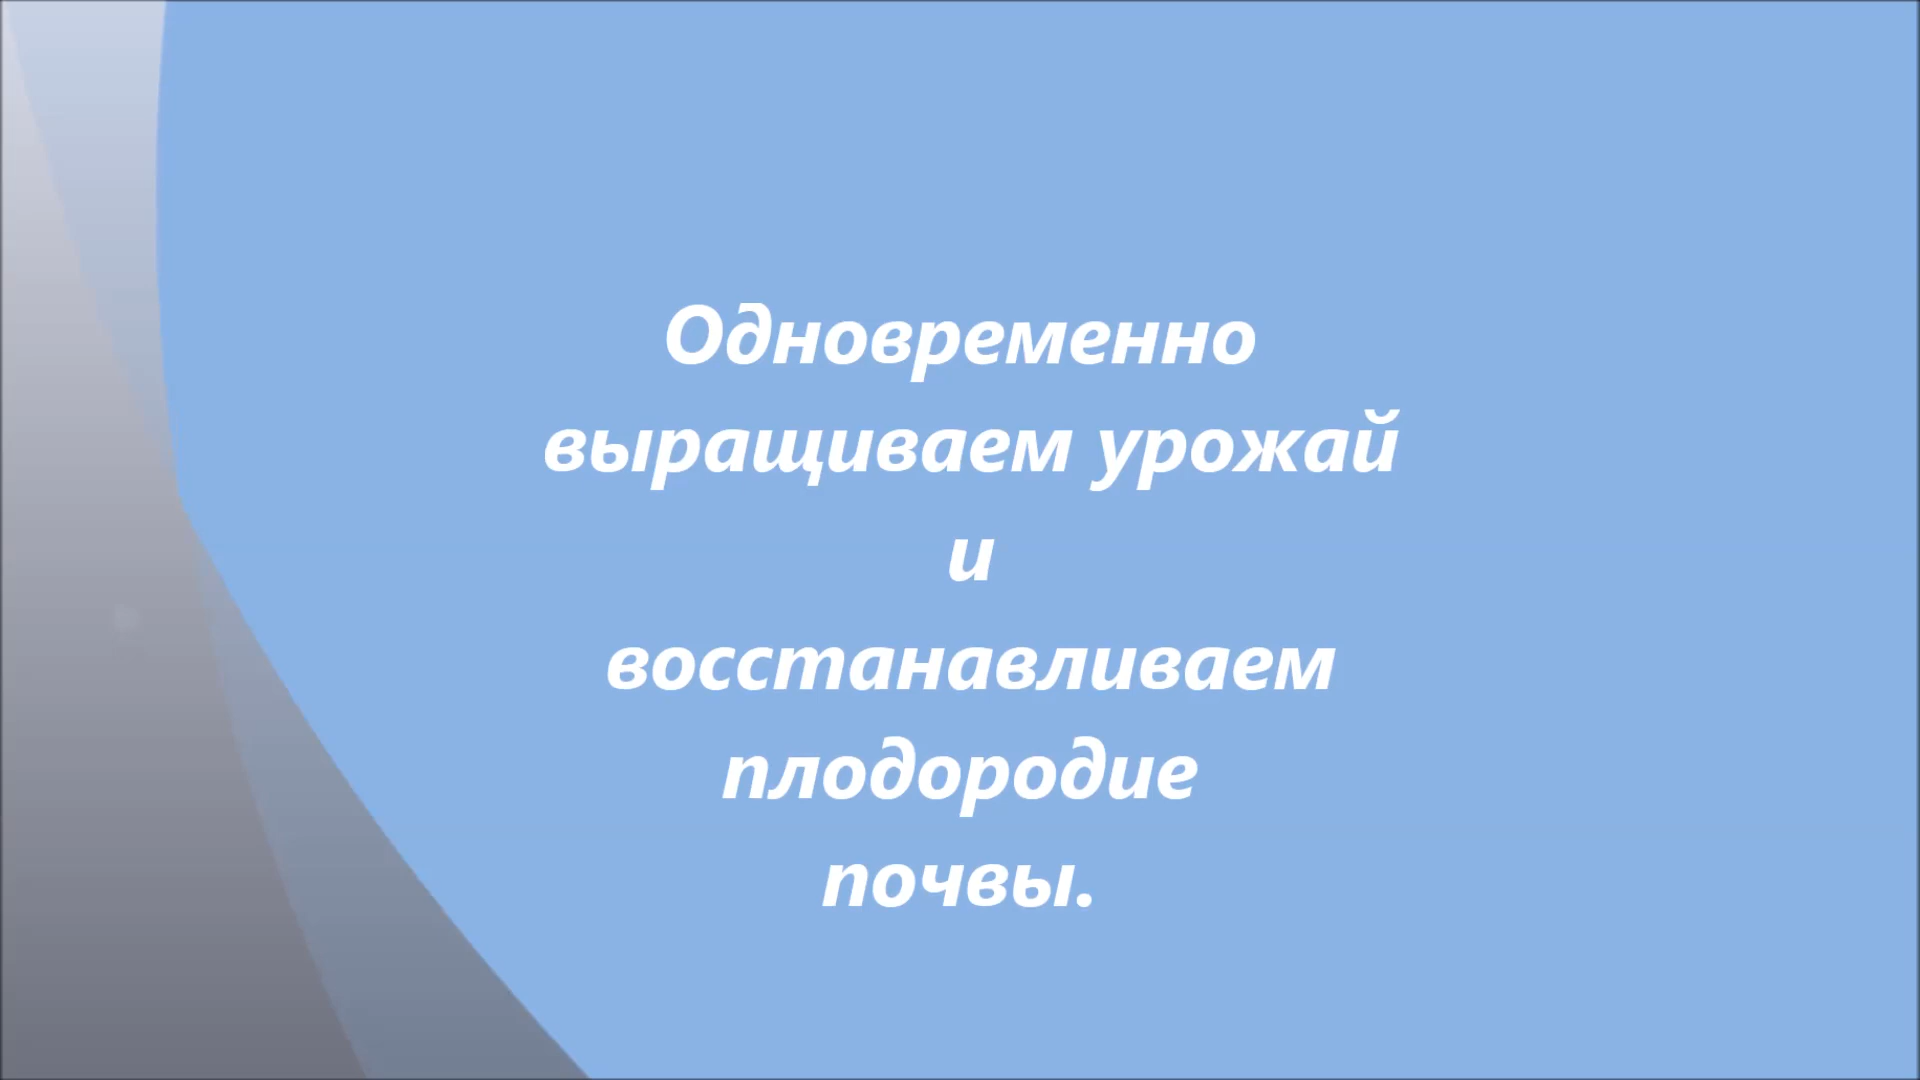 Одновременно
выращиваем урожай
и
восстанавливаем
плодородие
почвы.